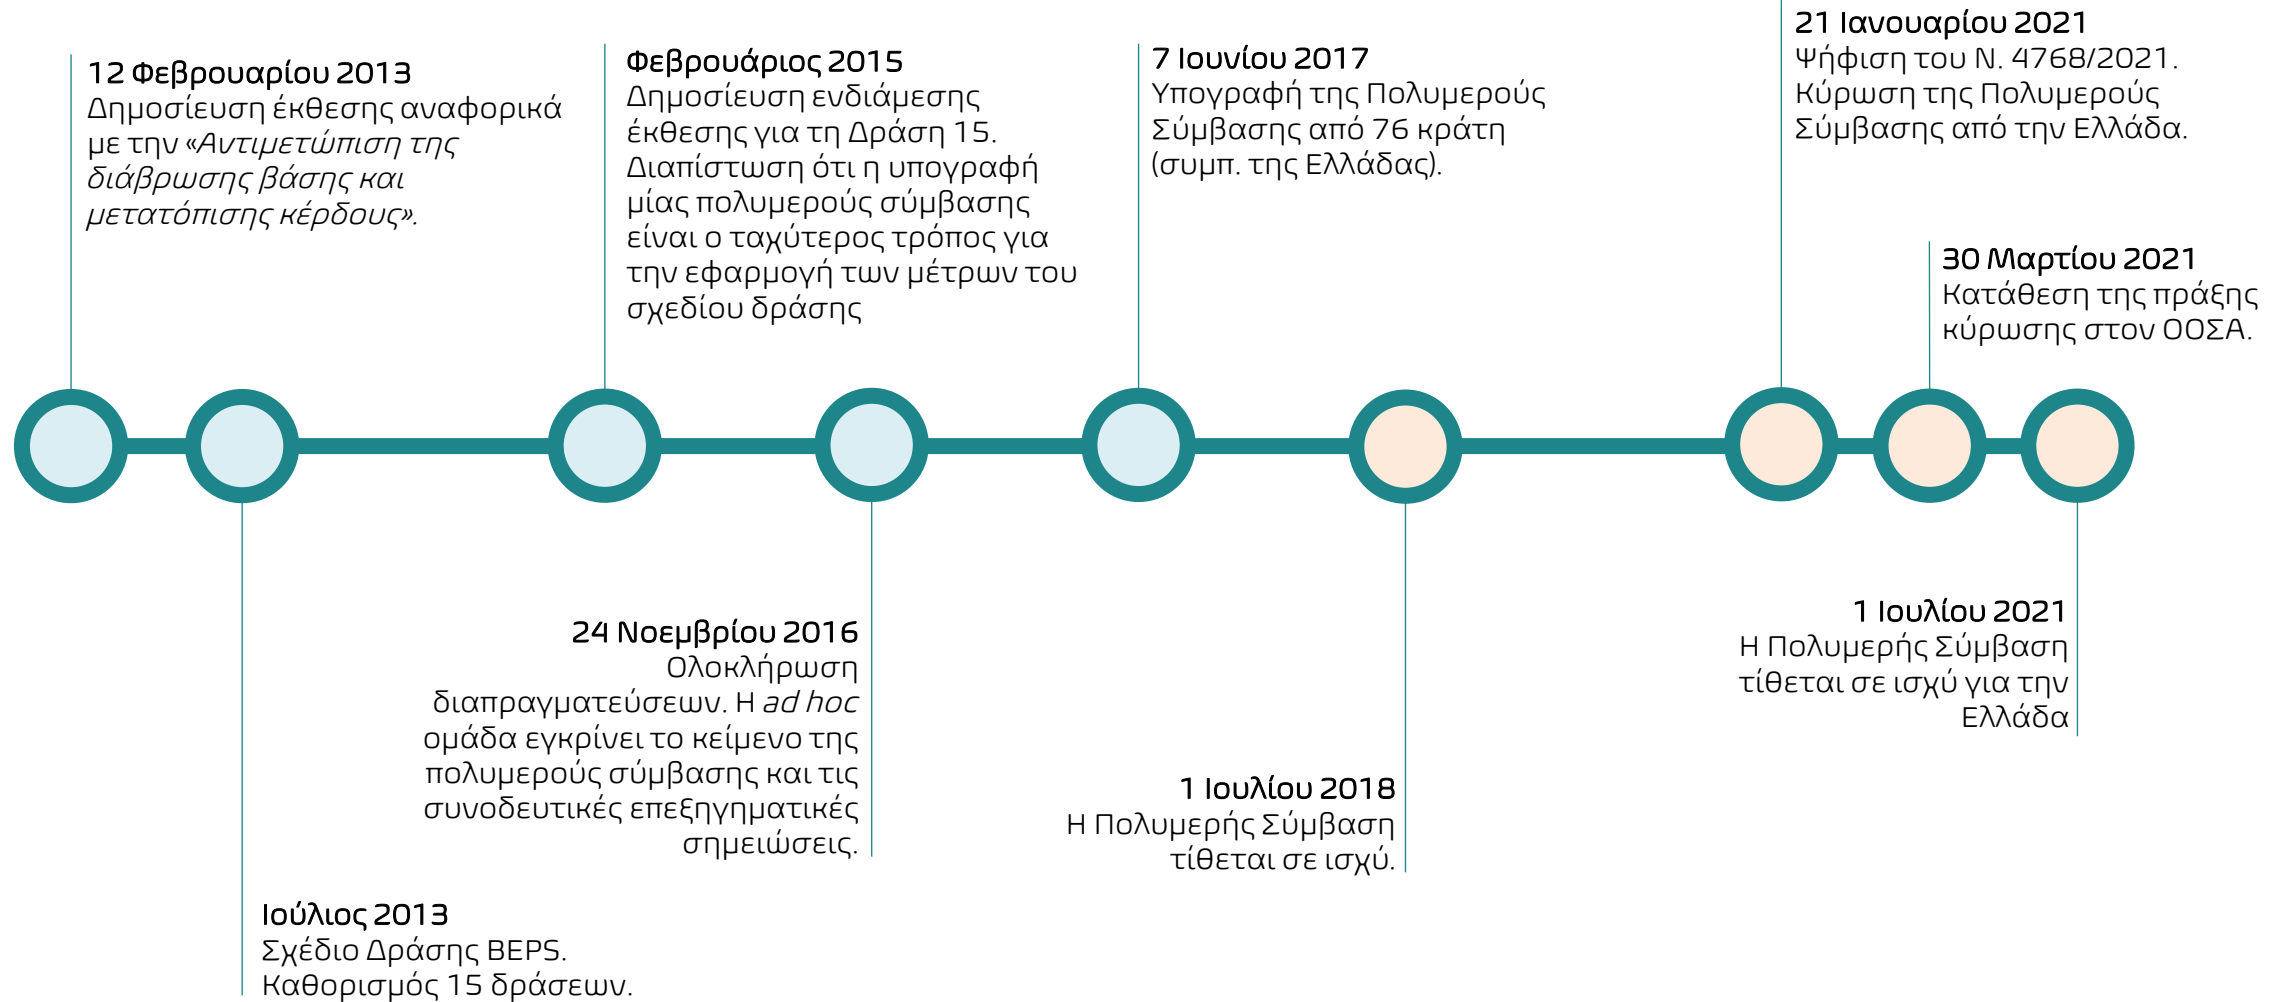 12 Φεβρουαρίου 2013
Δημοσίευση έκθεσης αναφορικά
με την «Αντιμετώπιση της
διάβρωσης βάσης και
μετατόπισης κέρδους».
Ιούλιος 2013
Σχέδιο Δράσης BEPS.
Καθορισμός 15 δράσεων.
Φεβρουάριος 2015
Δημοσίευση ενδιάμεσης
έκθεσης για τη Δράση 15.
Διαπίστωση ότι η υπογραφή
μίας πολυμερούς σύμβασης
είναι ο ταχύτερος τρόπος για
την εφαρμογή των μέτρων του
σχεδίου δράσης
24 Νοεμβρίου 2016
Ολοκλήρωση
διαπραγματεύσεων. Η ad hoc
ομάδα εγκρίνει το κείμενο της
πολυμερούς σύμβασης και τις
συνοδευτικές επεξηγηματικές
σημειώσεις.
7 Ιουνίου 2017
Υπογραφή της Πολυμερούς
Σύμβασης από 76 κράτη
(συμπ. της Ελλάδας).
1 Ιουλίου 2018
Η Πολυμερής Σύμβαση
τίθεται σε ισχύ.
21 Ιανουαρίου 2021
Ψήφιση του Ν. 4768/2021.
Κύρωση της Πολυμερούς
Σύμβασης από την Ελλάδα.
30 Μαρτίου 2021
Κατάθεση της πράξης
κύρωσης στον ΟΟΣΑ.
1 Ιουλίου 2021
Η Πολυμερής Σύμβαση
τίθεται σε ισχύ για την
Ελλάδα